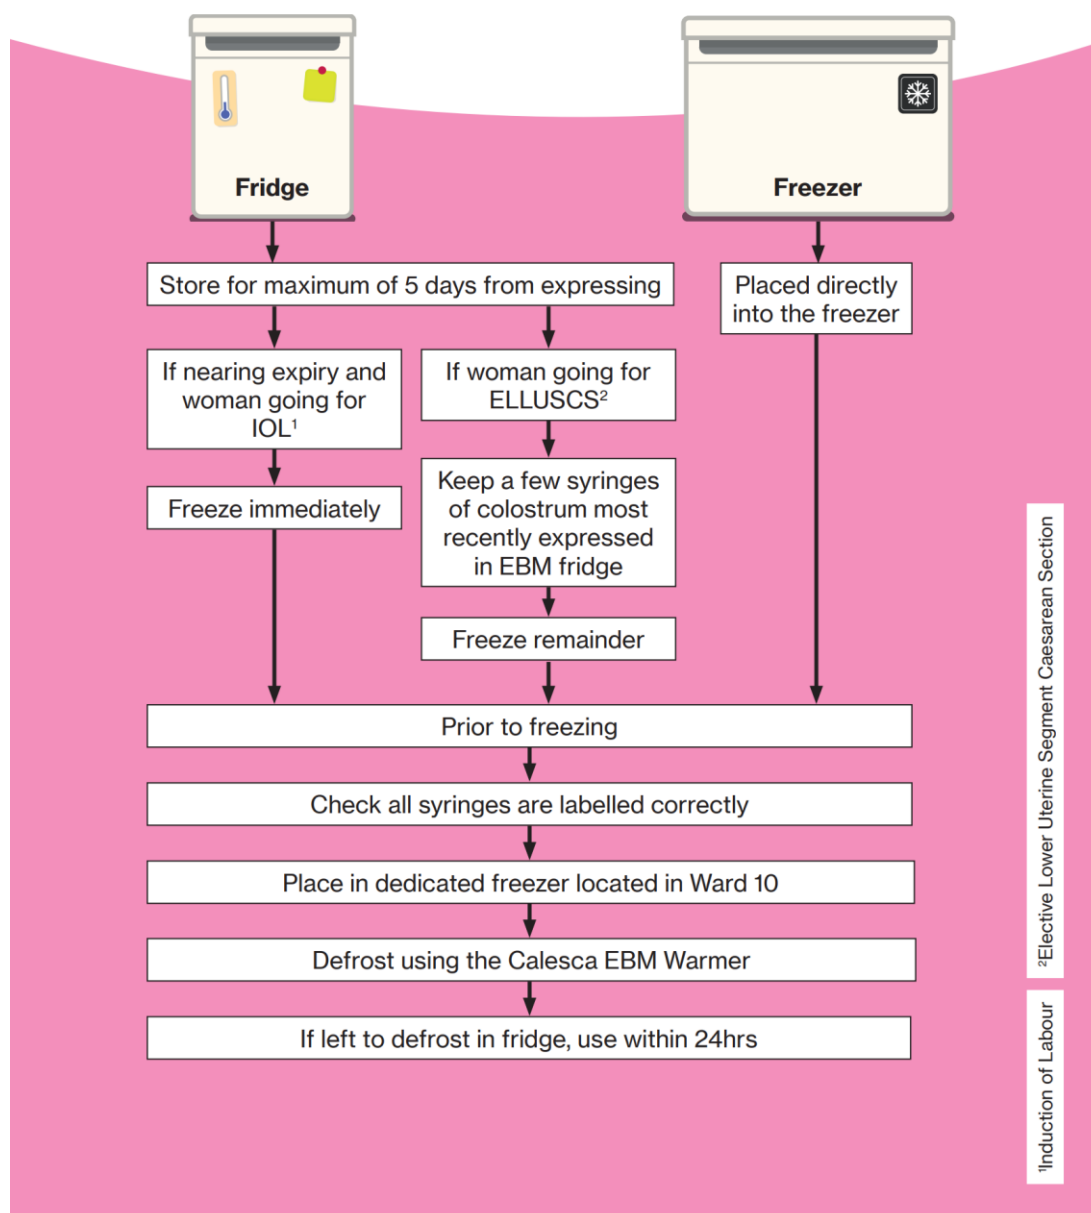 Fridge
Freezer
Store for maximum of 5 days from expressing
Placed directly
into the freezer
If nearing expiry and
woman going for
IOL¹
If woman going for
ELLUSCS²
Freeze immediately
Keep a few syringes
of colostrum most
recently expressed
in EBM fridge
Freeze remainder
Prior to freezing
Check all syringes are labelled correctly
Place in dedicated freezer located in Ward 10
Defrost using the Calesca EBM Warmer
If left to defrost in fridge, use within 24hrs
¹Induction of Labour
²Elective Lower Uterine Segment Caesarean Section